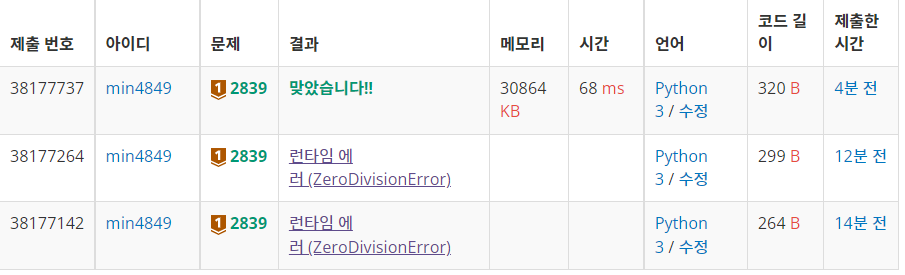 제출 번호 아이디 문제 결과 메모리 시간 언어 코드 길이 제출한 시간
38177737 min4849 1 2839 맞았습니다!! 30864 KB 68 ms Python 3 / 수정 320 B 4분 전
38177264 min4849 1 2839 런타임 에러 (ZeroDivisionError) Python 3 / 수정 299 B 12분 전
38177142 min4849 1 2839 런타임 에러 (ZeroDivisionError) Python 3 / 수정 264 B 14분 전